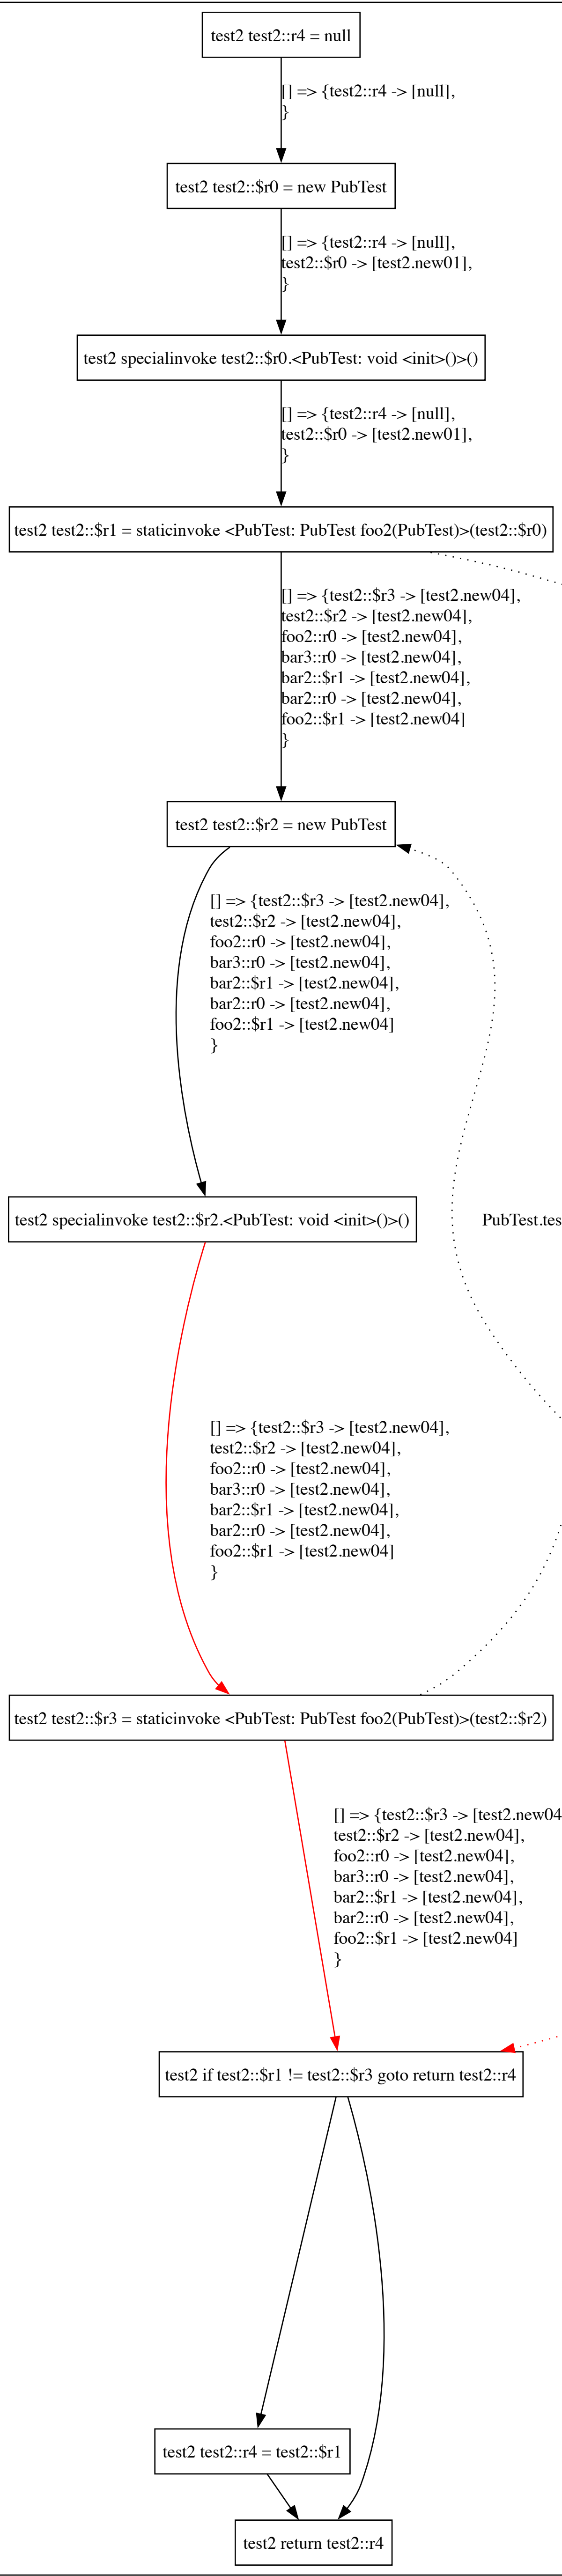 test2 test2::r4 = null
[] => {test2::r4 -> [null],
}
test2 test2::$r0 = new PubTest
[] => {test2::r4 -> [null],
test2::$r0 -> [test2.new01],
}
test2 specialinvoke test2::$r0.<PubTest: void <init>()>()
[] => {test2::r4 -> [null],
test2::$r0 -> [test2.new01],
}
test2 test2::$r1 = staticinvoke <PubTest: PubTest foo2(PubTest)>(test2::$r0)
[] => {test2::$r3 -> [test2.new04],
test2::$r2 -> [test2.new04],
foo2::r0 -> [test2.new04],
bar3::r0 -> [test2.new04],
bar2::$r1 -> [test2.new04],
bar2::r0 -> [test2.new04],
foo2::$r1 -> [test2.new04]
}
test2 test2::$r2 = new PubTest
[] => {test2::$r3 -> [test2.new04],
test2::$r2 -> [test2.new04],
foo2::r0 -> [test2.new04],
bar3::r0 -> [test2.new04],
bar2::$r1 -> [test2.new04],
bar2::r0 -> [test2.new04],
foo2::$r1 -> [test2.new04]
}
test2 specialinvoke test2::$r2.<PubTest: void <init>()>()
PubTest.tes
[] => {test2::$r3 -> [test2.new04],
test2::$r2 -> [test2.new04],
foo2::r0 -> [test2.new04],
bar3::r0 -> [test2.new04],
bar2::$r1 -> [test2.new04],
bar2::r0 -> [test2.new04],
foo2::$r1 -> [test2.new04]
}
test2 test2::$r3 = staticinvoke <PubTest: PubTest foo2(PubTest)>(test2::$r2)
[] => {test2::$r3 -> [test2.new04
test2::$r2 -> [test2.new04],
foo2::r0 -> [test2.new04],
bar3::r0 -> [test2.new04],
bar2::$r1 -> [test2.new04],
bar2::r0 -> [test2.new04],
foo2::$r1 -> [test2.new04]
}
test2 if test2::$r1 != test2::$r3 goto return test2::r4
test2 test2::r4 = test2::$r1
test2 return test2::r4